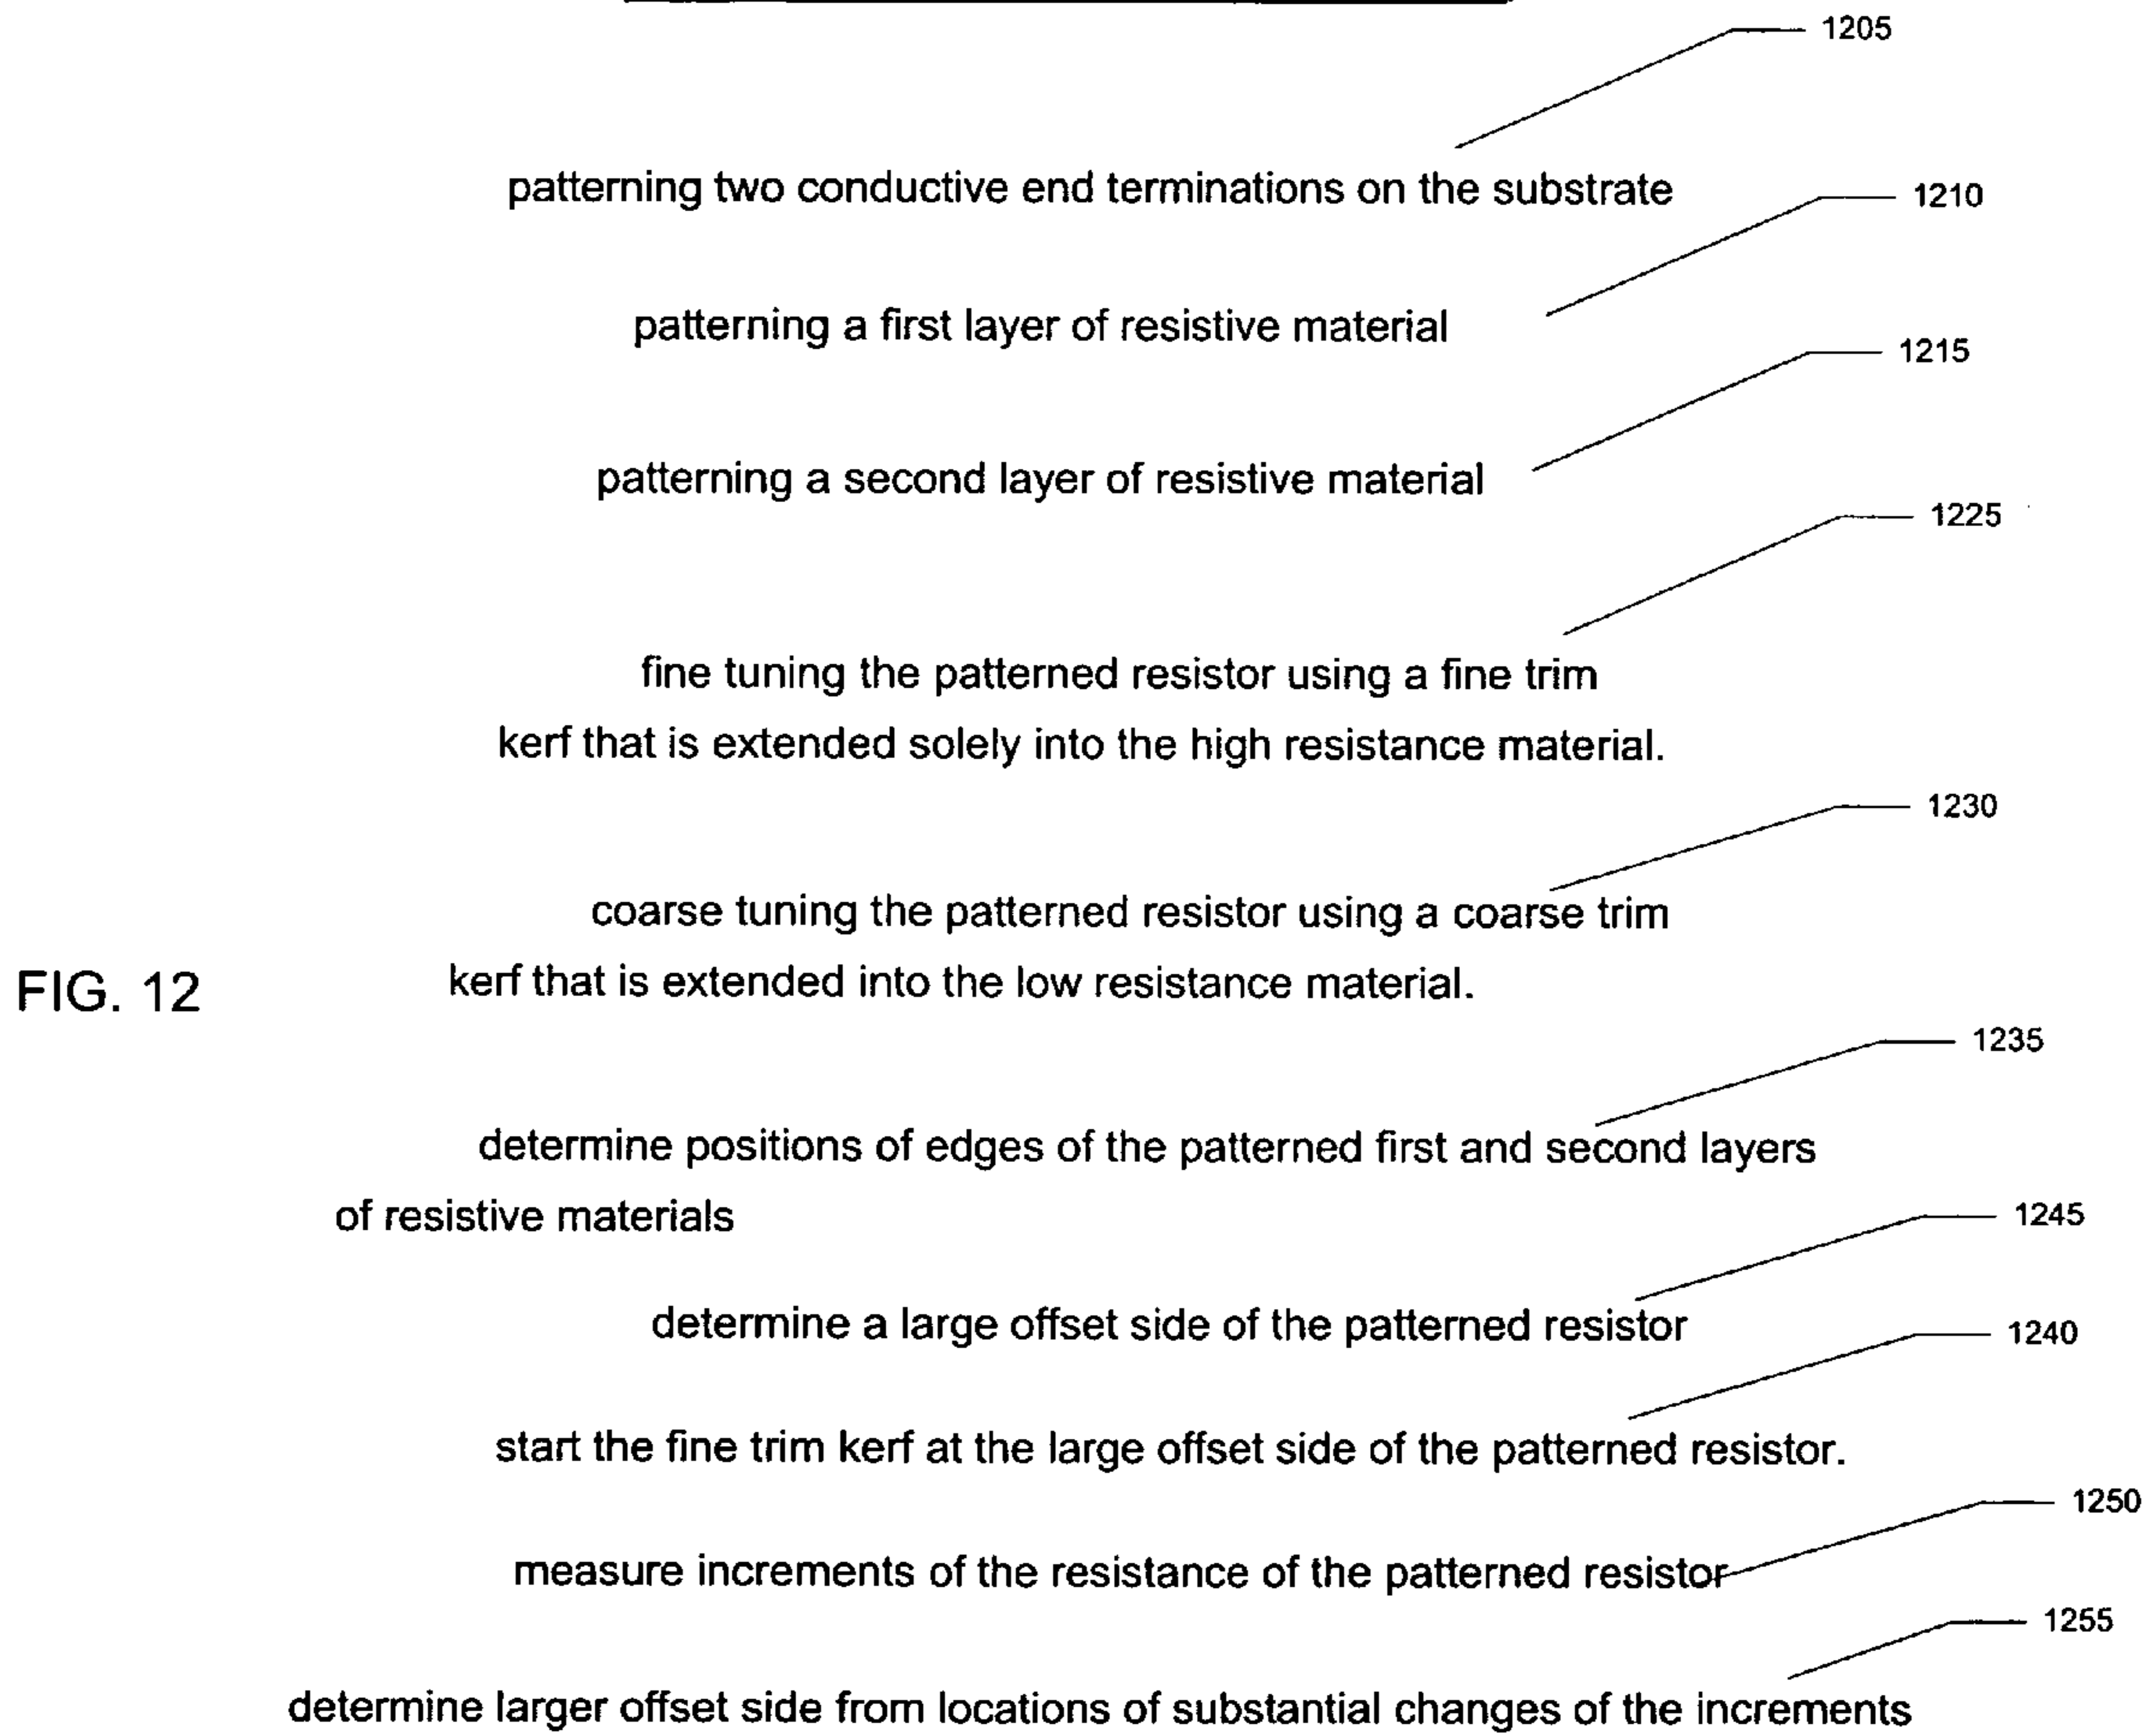 1205
patterning two conductive end terminations on the substrate
1210
patterning a first layer of resistive material
1215
patterning a second layer of resistive material
1225
fine tuning the patterned resistor using a fine trim
kerf that is extended solely into the high resistance material.
1230
coarse tuning the patterned resistor using a coarse trim
FIG. 12
kerf that is extended into the low resistance material.
1235
determine positions of edges of the patterned first and second layers
of resistive materials
1245
determine a large offset side of the patterned resistor
1240
start the fine trim kerf at the large offset side of the patterned resistor.
1250
measure increments of the resistance of the patterned resistor
1255
determine larger offset side from locations of substantial changes of the increments